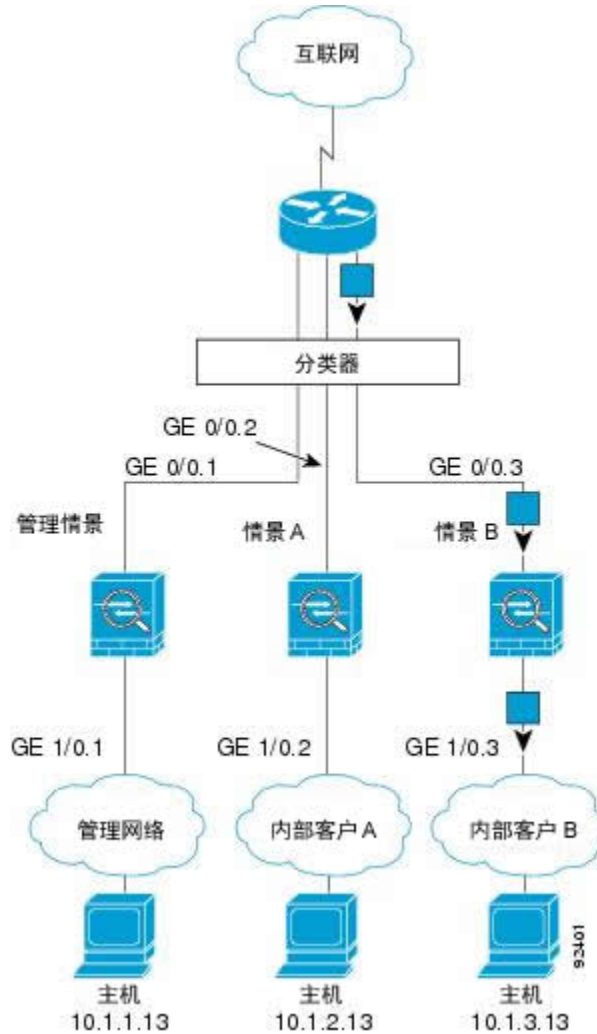 互联网
分类器
GE 0/0.2
GE 0/0.1
GE 0/0.3
管理情景
情景 A
情景 B
GE 1/0.1
GE 1/0.2
GE 1/0.3
管理网络
内部客户 A
内部客户 B
主机
10.1.1.13
主机
10.1.2.13
主机
10.1.3.13
92401